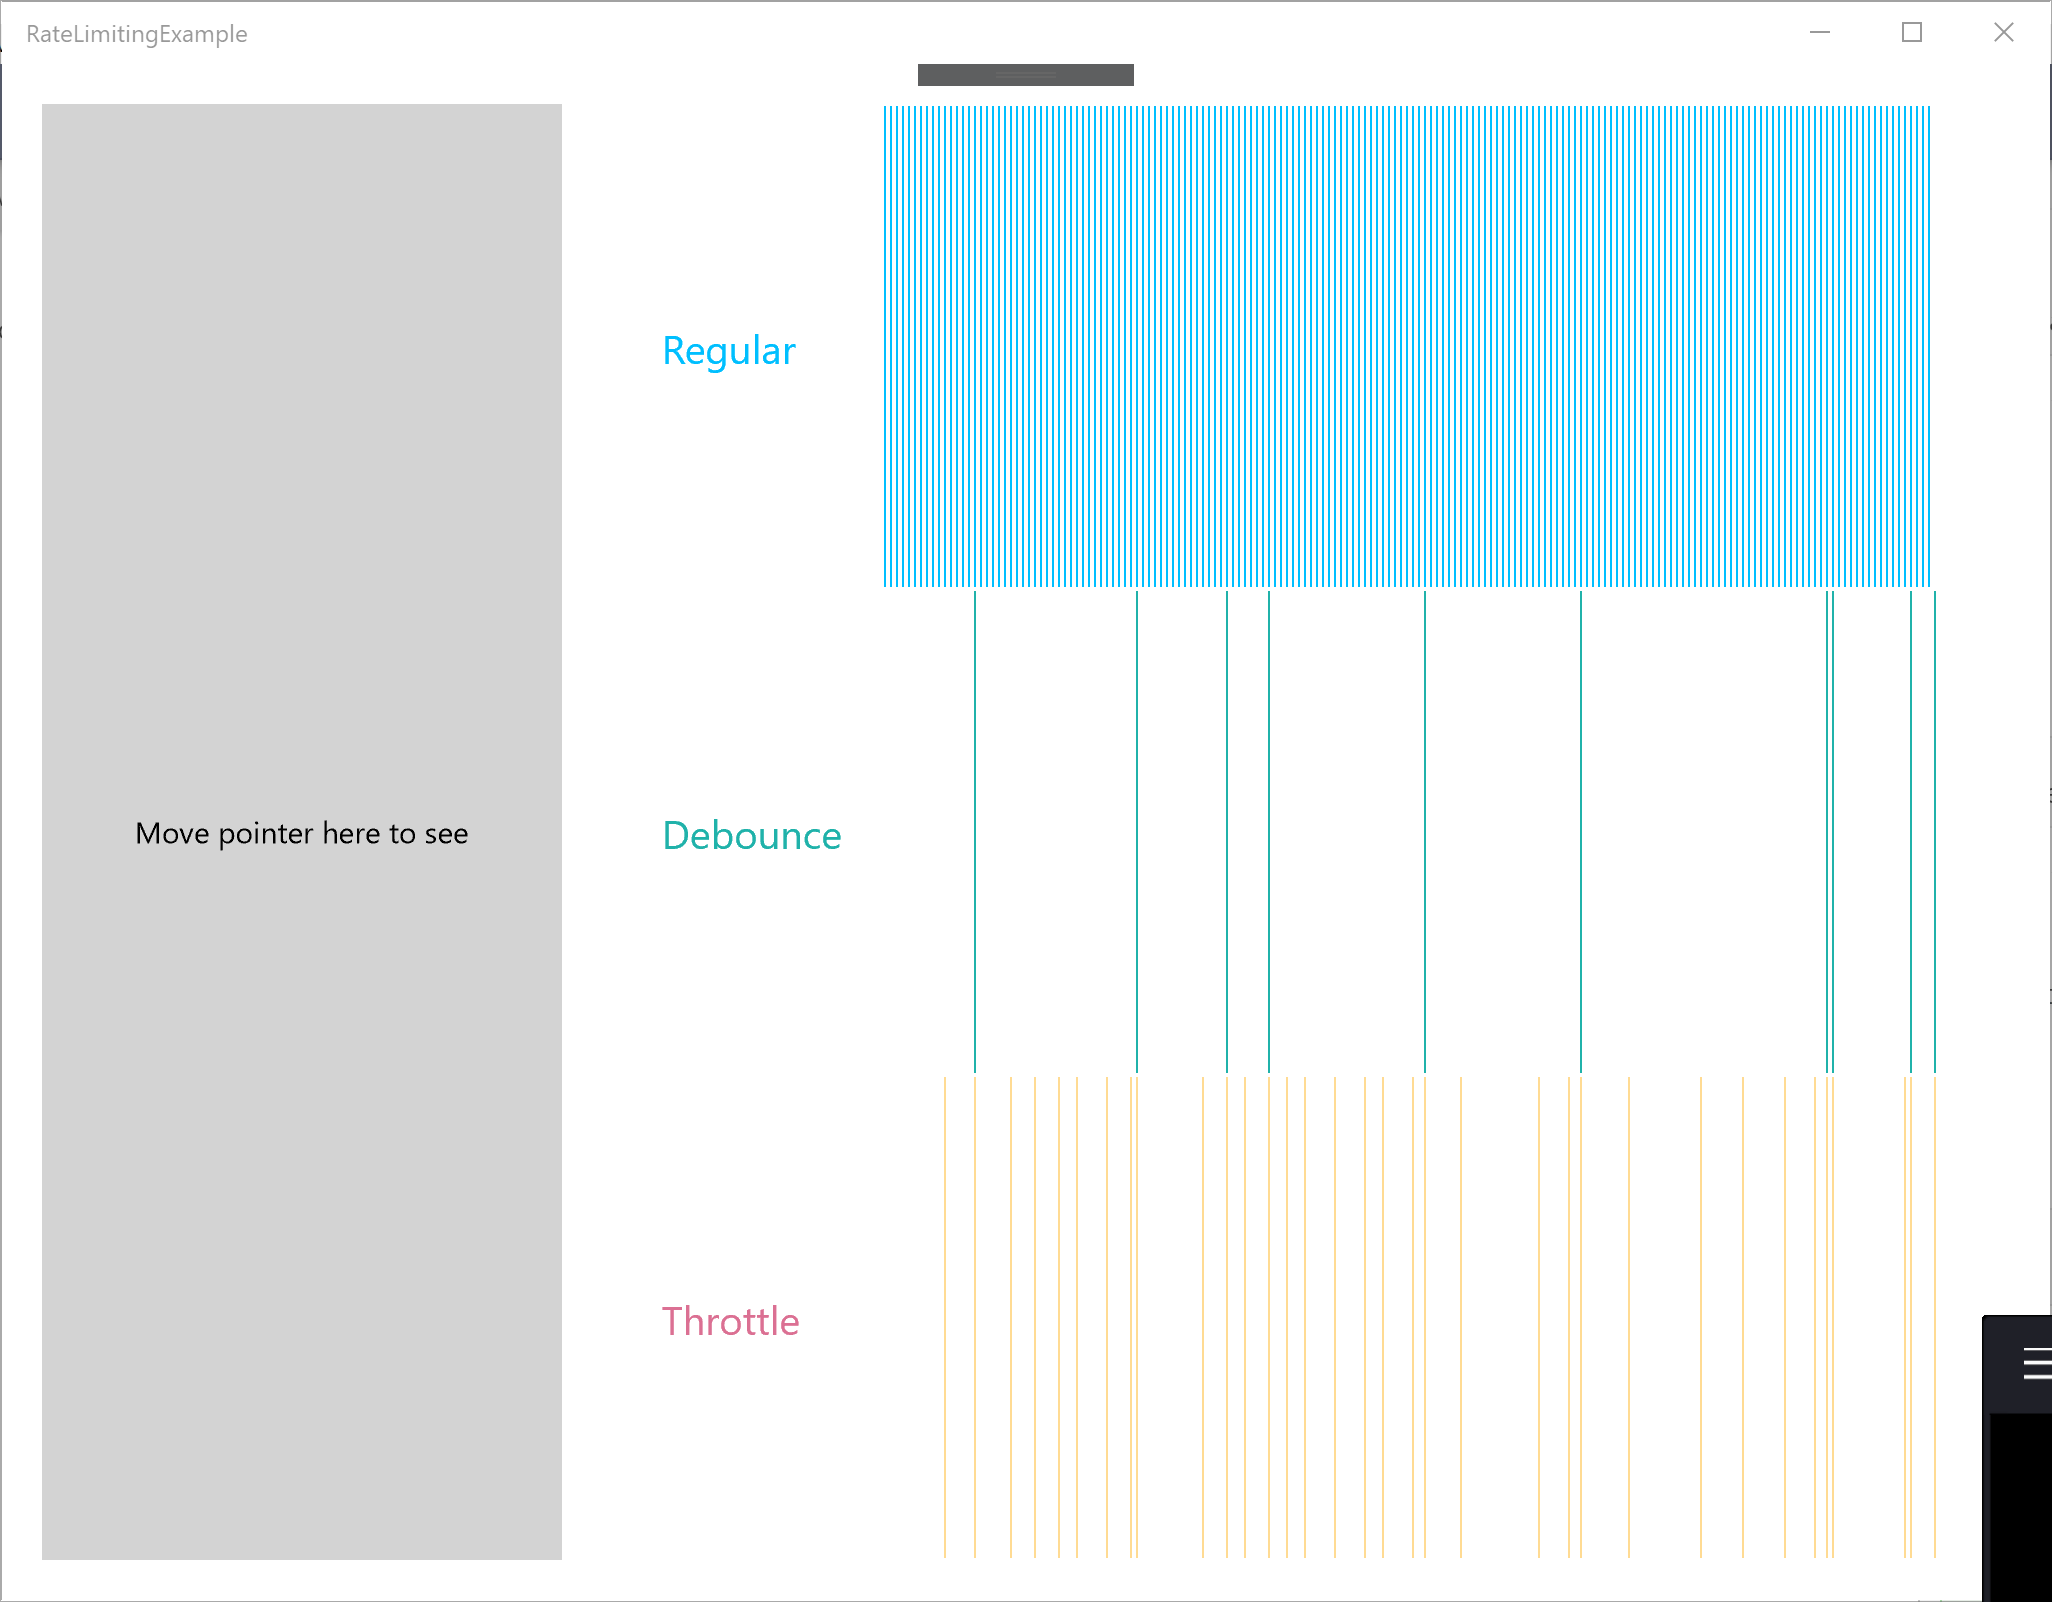 RateLimitingExample
Regular
Move pointer here to see
Debounce
Throttle